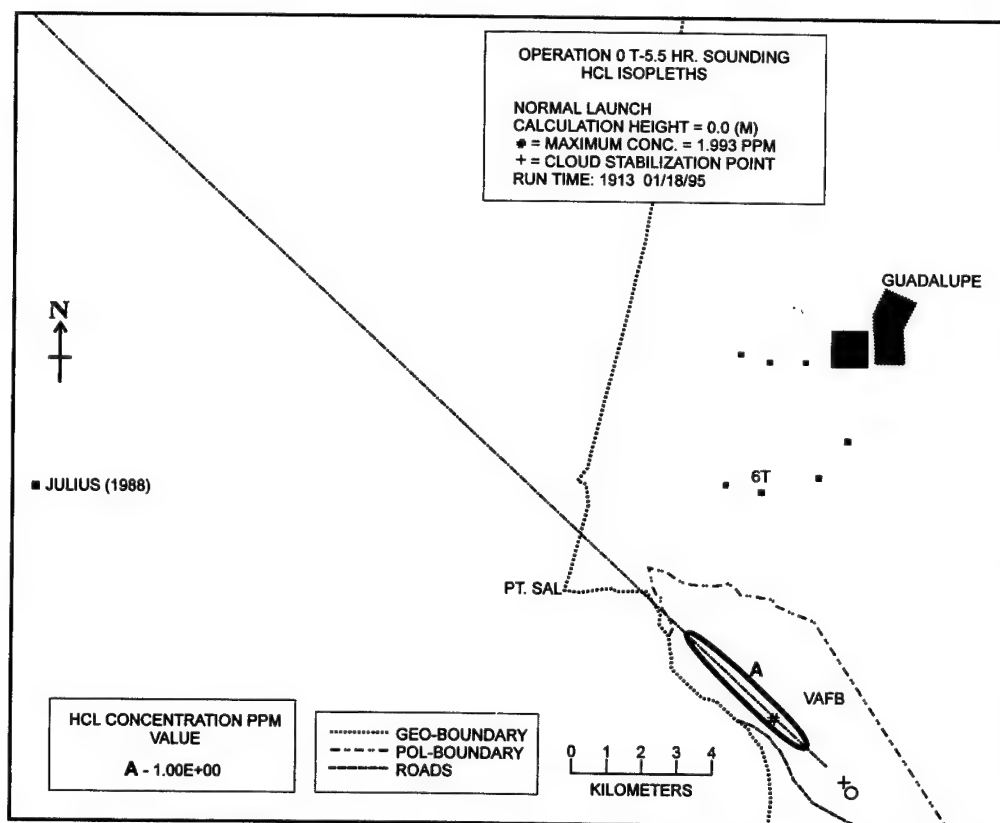 OPERATION 0 T-5.5 HR. SOUNDING
HCL ISOPLETHS
NORMAL LAUNCH
CALCULATION HEIGHT = 0.0 (M)
# = MAXIMUM CONC. = 1.993 PPM
+ = CLOUD STABILIZATION POINT
RUN TIME: 1913 01/18/95
GUADALUPE
N
JULIUS (1988)
6T
PT. SAL
A
VAFB
#
+
HCL CONCENTRATION PPM
VALUE
A - 1.00E+00
GEO-BOUNDARY
POL-BOUNDARY
ROADS
0 1 2 3 4
KILOMETERS